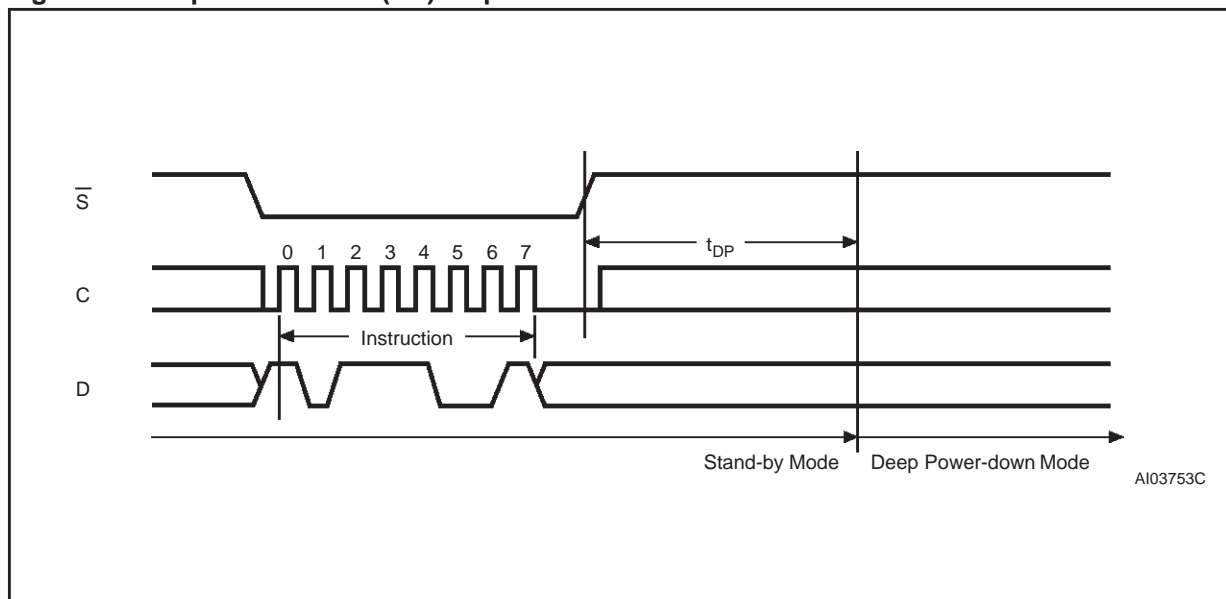 S
0 1 2 3 4 5 6 7
tDP
C
Instruction
D
Stand-by Mode Deep Power-down Mode
AI03753C